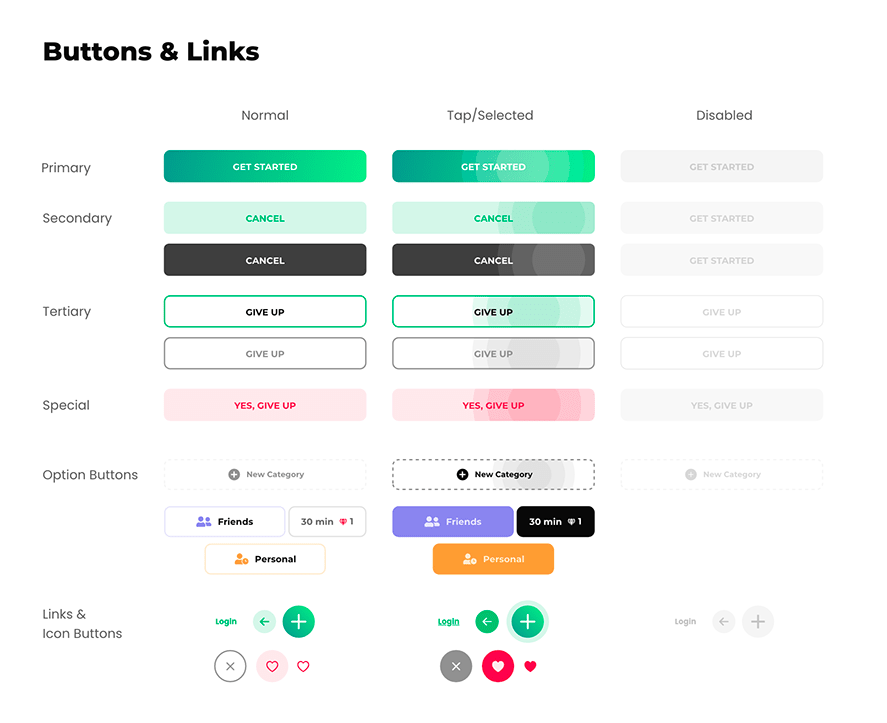 Buttons & Links
Normal Tap/Selected Disabled
Primary GET STARTED GET STARTED GET STARTED
Secondary CANCEL CANCEL GET STARTED
CANCEL CANCEL GET STARTED
Tertiary GIVE UP GIVE UP GIVE UP
GIVE UP GIVE UP GIVE UP
Special YES, GIVE UP YES, GIVE UP YES, GIVE UP
Option Buttons New Category New Category New Category
Friends 30 min 1 Friends 30 min 1
Personal Personal
Links &
Icon Buttons
LogIn LogIn LogIn